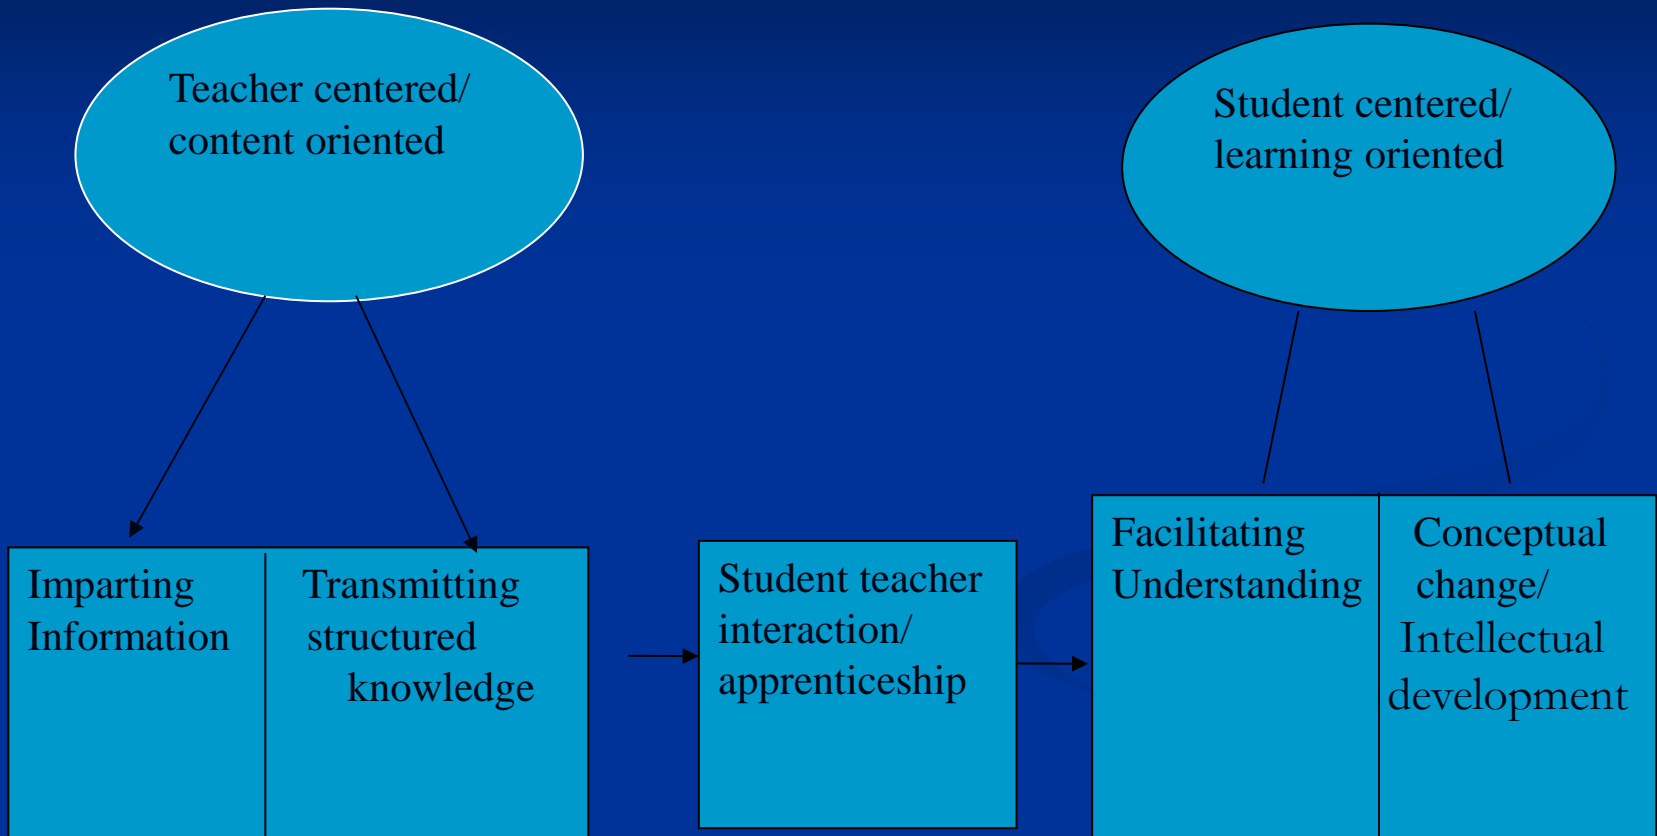 Teacher centered/
content oriented
Student centered/
learning oriented
Imparting
Information
Transmitting
structured
knowledge
Student teacher
interaction/
apprenticeship
Facilitating
Understanding
Conceptual
change/
Intellectual
development